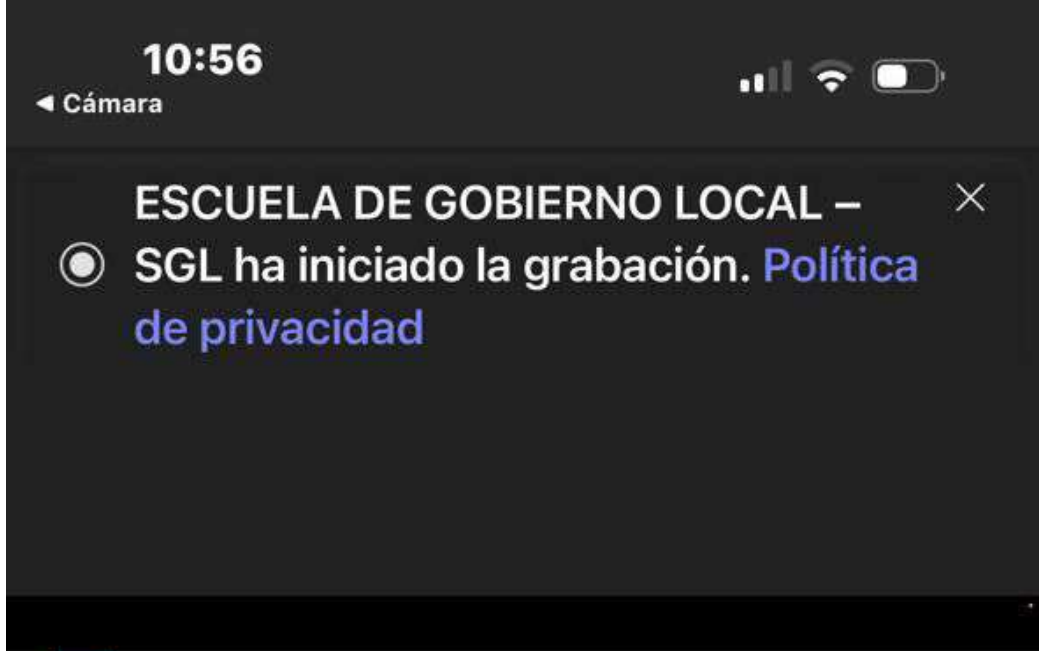 10:56
◀ Cámara
ESCUELA DE GOBIERNO LOCAL –
SGL ha iniciado la grabación. Política
de privacidad